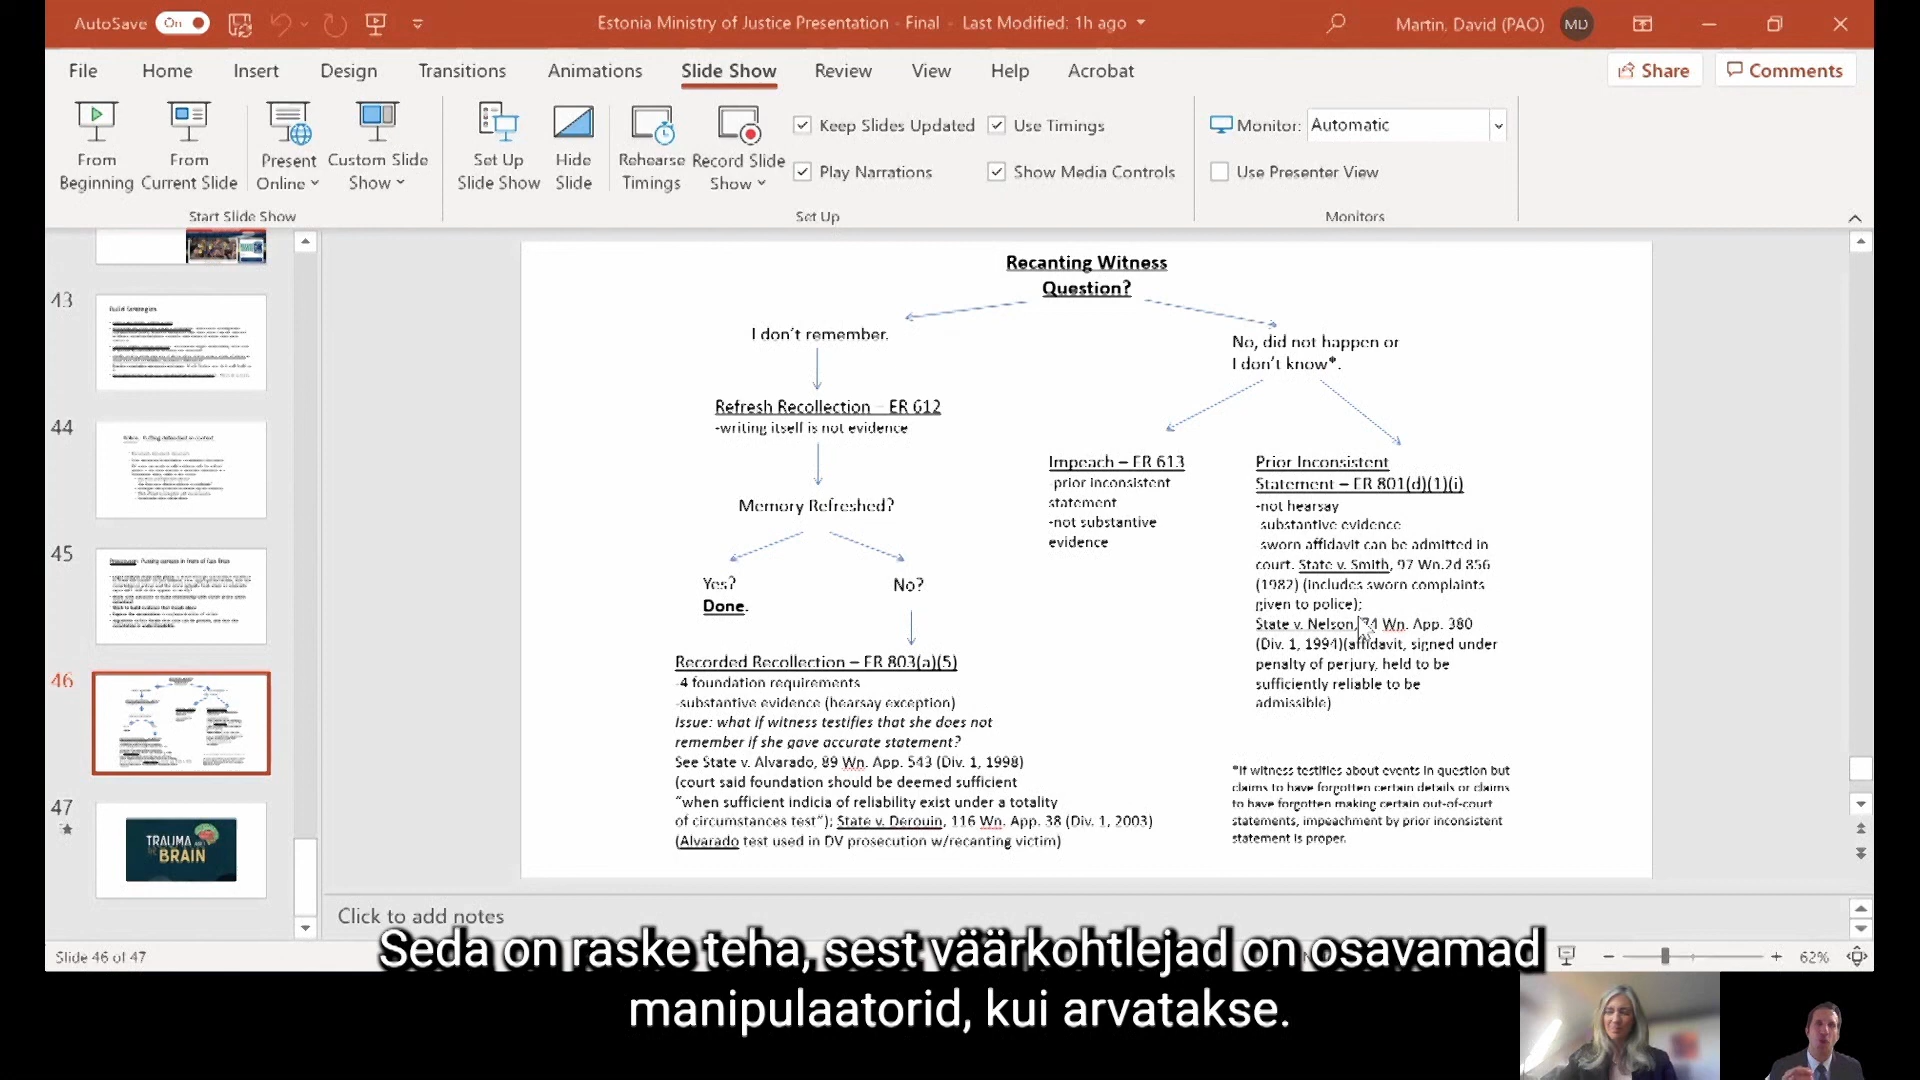 AutoSave On
Estonia Ministry of Justice Presentation - Final - Last Modified: 1h ago
Martin, David (PAO) MD
File Home Insert Design Transitions Animations Slide Show Review View Help Acrobat Share Comments
From Beginning
From Current Slide
Present Online
Custom Slide Show
Set Up Slide Show
Hide Slide
Rehearse Timings
Record Slide Show
Keep Slides Updated
Play Narrations
Use Timings
Show Media Controls
Monitor: Automatic
Use Presenter View
Start Slide Show
Set Up
Monitors
43
Build Strategies
44
45
46
47
TRAUMA AND
THE BRAIN
Recanting Witness
Question?
I don't remember.
Refresh Recollection – ER 612
-writing itself is not evidence
Memory Refreshed?
Yes?
Done.
No?
Recorded Recollection – ER 803(a)(5)
-4 foundation requirements
-substantive evidence (hearsay exception)
Issue: what if witness testifies that she does not
remember if she gave accurate statement?
See State v. Alvarado, 89 Wn. App. 543 (Div. 1, 1998)
(court said foundation should be deemed sufficient
"when sufficient indicia of reliability exist under a totality
of circumstances test"); State v. Derouin, 116 Wn. App. 38 (Div. 1, 2003)
(Alvarado test used in DV prosecution w/recanting victim)
No, did not happen or
I don't know*.
Impeach – ER 613
-prior inconsistent
statement
-not substantive
evidence
Prior Inconsistent
Statement – ER 801(d)(1)(i)
-not hearsay
-substantive evidence
-sworn affidavit can be admitted in
court. State v. Smith, 97 Wn.2d 856
(1982) (includes sworn complaints
given to police);
State v. Nelson, 74 Wn. App. 380
(Div. 1, 1994)(affidavit, signed under
penalty of perjury, held to be
sufficiently reliable to be
admissible)
*If witness testifies about events in question but
claims to have forgotten certain details or claims
to have forgotten making certain out-of-court
statements, impeachment by prior inconsistent
statement is proper.
Click to add notes
Slide 46 of 47
62%
Seda on raske teha, sest väärkohtlejad on osavamad
manipulaatorid, kui arvatakse.